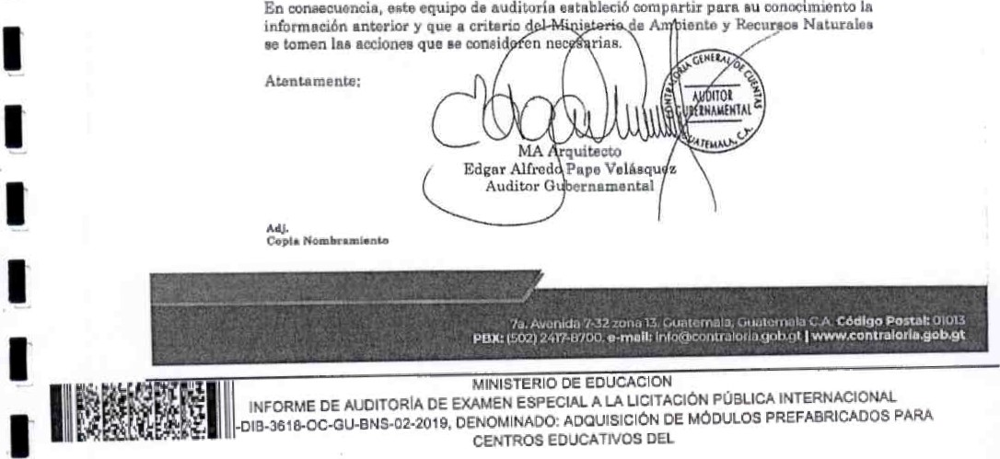 En consecuencia, este equipo de auditoría estableció compartir para su conocimiento la
información anterior y que a criterio del Ministerio de Ambiente y Recursos Naturales
se tomen las acciones que se consideren necesarias.
Atentamente;
CONTRALORIA GENERAL DE CUENTAS
AUDITOR
GUBERNAMENTAL
GUATEMALA, C.A.
MA Arquitecto
Edgar Alfredo Pape Velásquez
Auditor Gubernamental
Adj.
Copia Nombramiento
7a. Avenida 7-32 zona 13, Guatemala, Guatemala C.A. Código Postal: 01013
PBX: (502) 2417-8700, e-mail: info@contraloria.gob.gt | www.contraloria.gob.gt
MINISTERIO DE EDUCACION
INFORME DE AUDITORÍA DE EXAMEN ESPECIAL A LA LICITACIÓN PÚBLICA INTERNACIONAL
-DIB-3618-OC-GU-BNS-02-2019, DENOMINADO: ADQUISICIÓN DE MÓDULOS PREFABRICADOS PARA
CENTROS EDUCATIVOS DEL